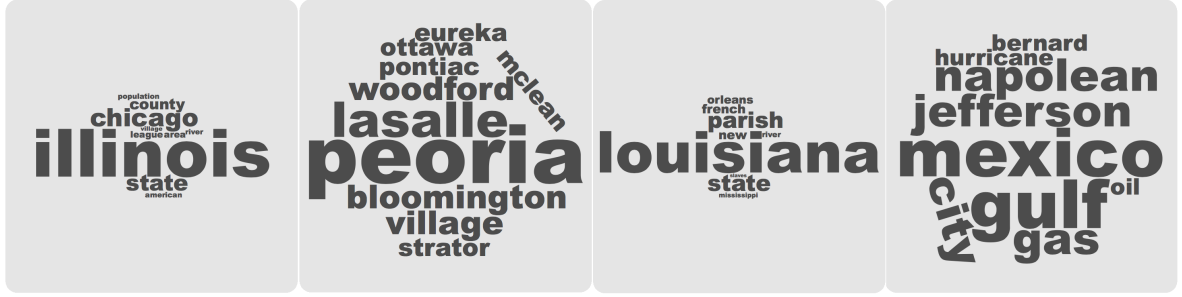 population
county
chicago
village
league area river
illinois
state
american
eureka
ottawa
mclean
pontiac
woodford
lasalle
peoria
bloomington
village
strator
orleans
french
parish
new river
louisiana
slaves
state
mississippi
bernard
hurricane
napolean
jefferson
mexico
city
gulf oil
gas